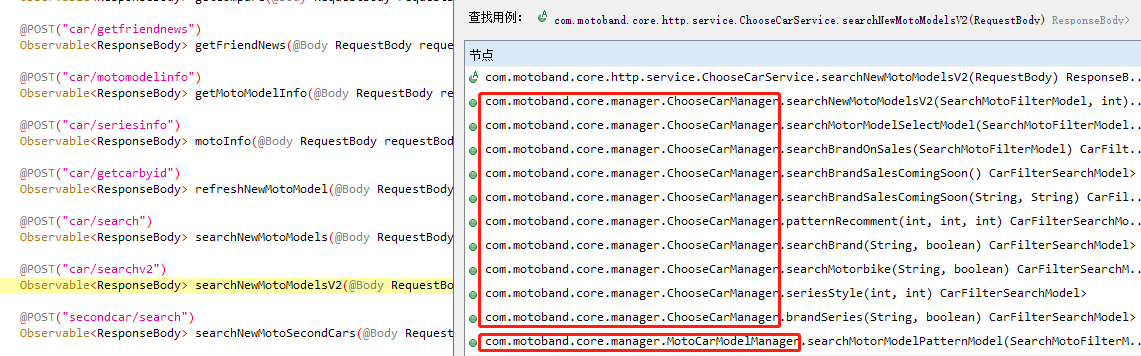 @POST("car/getfriendnews")
Observable<ResponseBody> getFriendNews(@Body RequestBody reque
@POST("car/motomodelinfo")
Observable<ResponseBody> getMotoModelInfo(@Body RequestBody re
@POST("car/seriesinfo")
Observable<ResponseBody> motoInfo(@Body RequestBody requestBod
@POST("car/getcarbyid")
Observable<ResponseBody> refreshNewMotoModel(@Body RequestBody
@POST("car/search")
Observable<ResponseBody> searchNewMotoModels(@Body RequestBody
@POST("car/searchv2")
Observable<ResponseBody> searchNewMotoModelsV2(@Body RequestBo
@POST("secondcar/search")
Observable<ResponseBody> searchNewMotoSecondCars(@Body Request
查找用例： com.motoband.core.http.service.ChooseCarService.searchNewMotoModelsV2(RequestBody) ResponseBody>
节点
com.motoband.core.http.service.ChooseCarService.searchNewMotoModelsV2(RequestBody) ResponseB...
com.motoband.core.manager.ChooseCarManager.searchNewMotoModelsV2(SearchMotoFilterModel, int)...
com.motoband.core.manager.ChooseCarManager.searchMotorModelSelectModel(SearchMotoFilterModel...
com.motoband.core.manager.ChooseCarManager.searchBrandOnSales(SearchMotoFilterModel) CarFilt...
com.motoband.core.manager.ChooseCarManager.searchBrandSalesComingSoon() CarFilterSearchModel>
com.motoband.core.manager.ChooseCarManager.searchBrandSalesComingSoon(String, String) CarFil...
com.motoband.core.manager.ChooseCarManager.patternRecomment(int, int, int) CarFilterSearchMo...
com.motoband.core.manager.ChooseCarManager.searchBrand(String, boolean) CarFilterSearchModel>
com.motoband.core.manager.ChooseCarManager.searchMotorbike(String, boolean) CarFilterSearchM...
com.motoband.core.manager.ChooseCarManager.seriesStyle(int, int) CarFilterSearchModel>
com.motoband.core.manager.ChooseCarManager.brandSeries(String, boolean) CarFilterSearchModel>
com.motoband.core.manager.MotoCarModelManager.searchMotorModelPatternModel(SearchMotoFilterM...